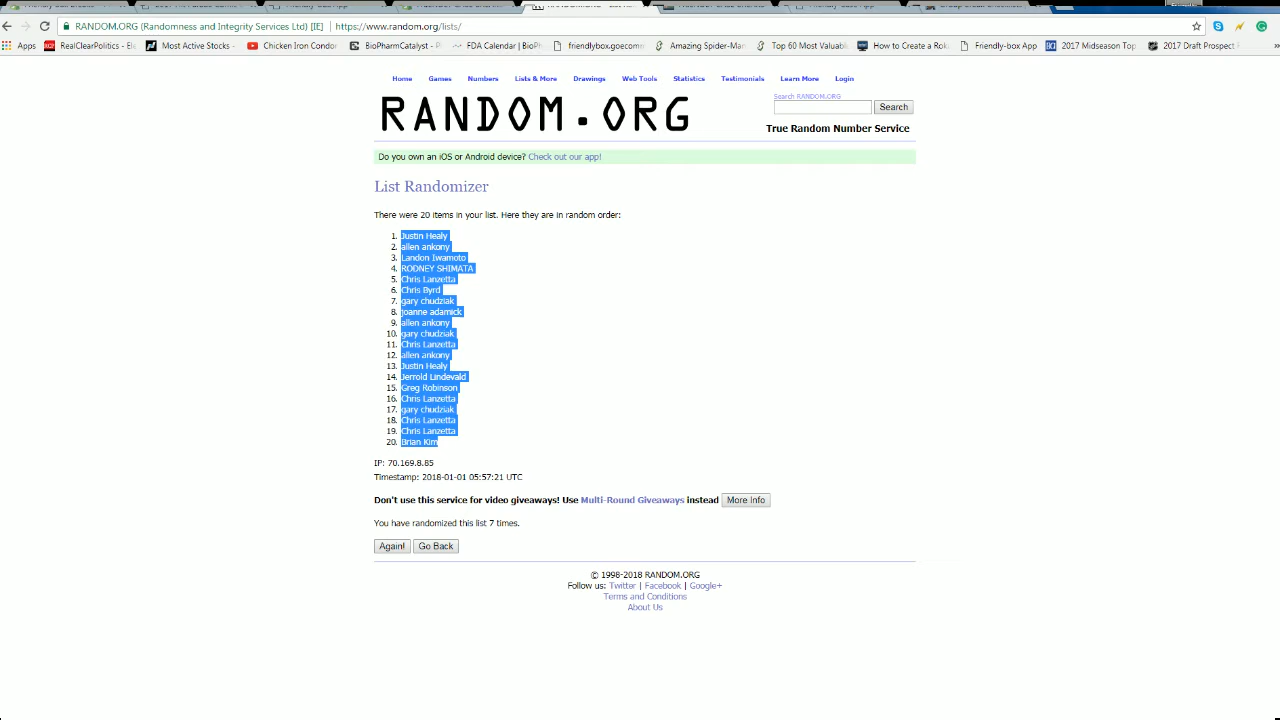 RANDOM.ORG (Randomness and Integrity Services Ltd) [IE] https://www.random.org/lists/
Apps RealClearPolitics - Ele Most Active Stocks - Chicken Iron Condor BioPharmCatalyst - P FDA Calendar | BioP friendlybox.goecomm Amazing Spider-Man Top 60 Most Valuabl How to Create a Roku Friendly-box App 2017 Midseason Top 2017 Draft Prospect
Home Games Numbers Lists & More Drawings Web Tools Statistics Testimonials Learn More Login
RANDOM.ORG
Search RANDOM.ORG
Search
True Random Number Service
Do you own an iOS or Android device? Check out our app!
List Randomizer
There were 20 items in your list. Here they are in random order:
1. Justin Healy
2. allen ankony
3. Landon Iwamoto
4. RODNEY SHIMATA
5. Chris Lanzetta
6. Chris Byrd
7. gary chudziak
8. joanne adamick
9. allen ankony
10. gary chudziak
11. Chris Lanzetta
12. allen ankony
13. Justin Healy
14. Jerrold Lindevald
15. Greg Robinson
16. Chris Lanzetta
17. gary chudziak
18. Chris Lanzetta
19. Chris Lanzetta
20. Brian Kim
IP: 70.169.8.85
Timestamp: 2018-01-01 05:57:21 UTC
Don't use this service for video giveaways! Use Multi-Round Giveaways instead More Info
You have randomized this list 7 times.
Again! Go Back
© 1998-2018 RANDOM.ORG
Follow us: Twitter | Facebook | Google+
Terms and Conditions
About Us